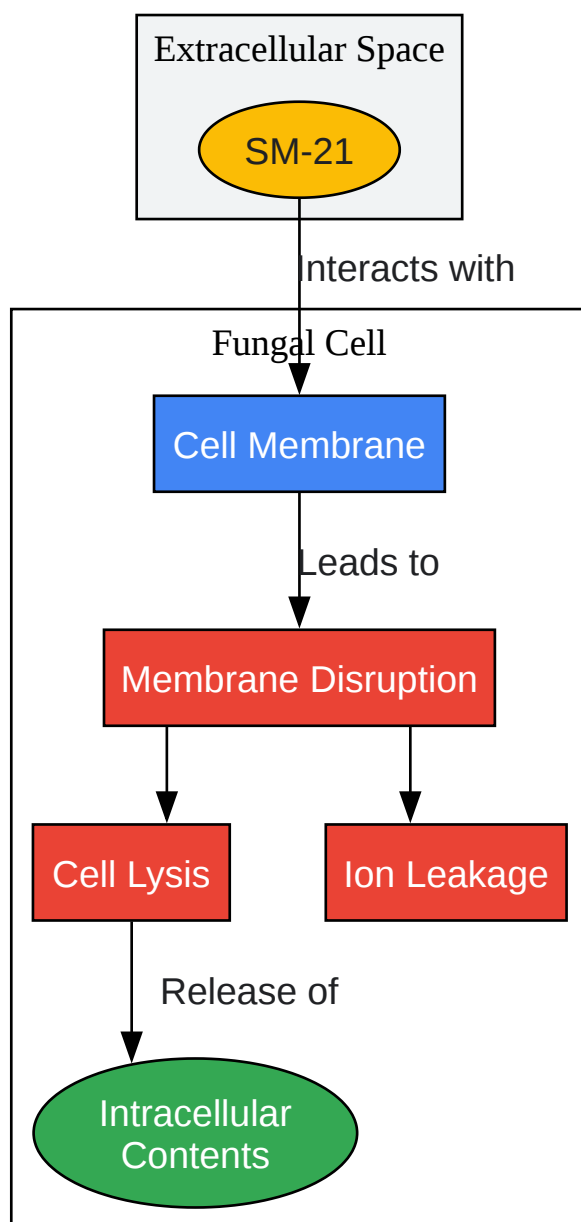 Extracellular Space
SM-21
Interacts with
Fungal Cell
Cell Membrane
Leads to
Membrane Disruption
Cell Lysis
Ion Leakage
Release of
Intracellular
Contents